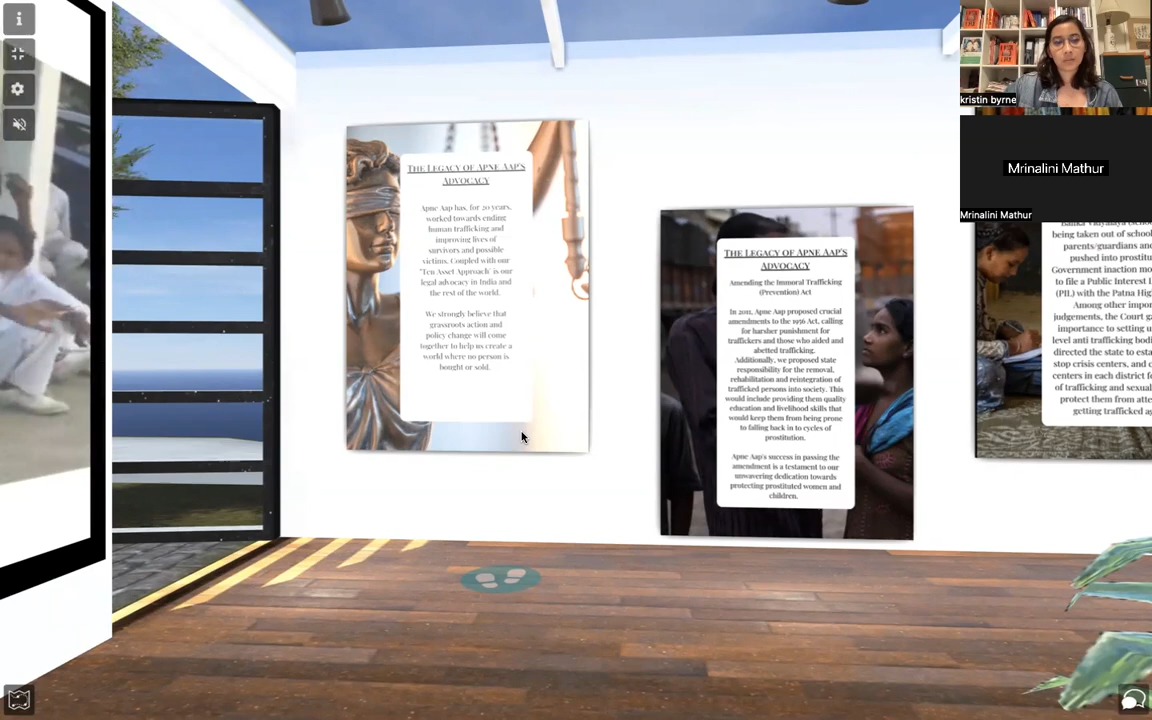 THE LEGACY OF APNE AAP'S
ADVOCACY
Apne Aap has, for 20 years,
worked towards ending
human trafficking and
improving lives of
survivors and possible
victims. Coupled with our
"Ten Asset Approach" is our
legal advocacy in India and
the rest of the world.
We strongly believe that
grassroots action and
policy change will come
together to help us create a
world where no person is
bought or sold.
THE LEGACY OF APNE AAP'S
ADVOCACY
Amending the Immoral Trafficking
(Prevention) Act
In 2011, Apne Aap proposed crucial
amendments to the 1956 Act, calling
for harsher punishment for
traffickers and those who aided and
abetted trafficking.
Additionally, we proposed state
responsibility for the removal,
rehabilitation and reintegration of
trafficked persons into society. This
would include providing them quality
education and livelihood skills that
would keep them from being prone
to falling back in to cycles of
prostitution.
Apne Aap's success in passing the
amendment is a testament to our
unwavering dedication towards
protecting prostituted women and
children.
kristin byrne
Mrinalini Mathur
Mrinalini Mathur
being taken out of school
parents/guardians and
pushed into prostitu
Government inaction mo
to file a Public Interest I
(PIL) with the Patna Hig
Among other impor
judgements, the Court ga
importance to setting u
level anti trafficking bodi
directed the state to esta
stop crisis centers, and c
centers in each district fo
of trafficking and sexual
protect them from atte
getting trafficked ag